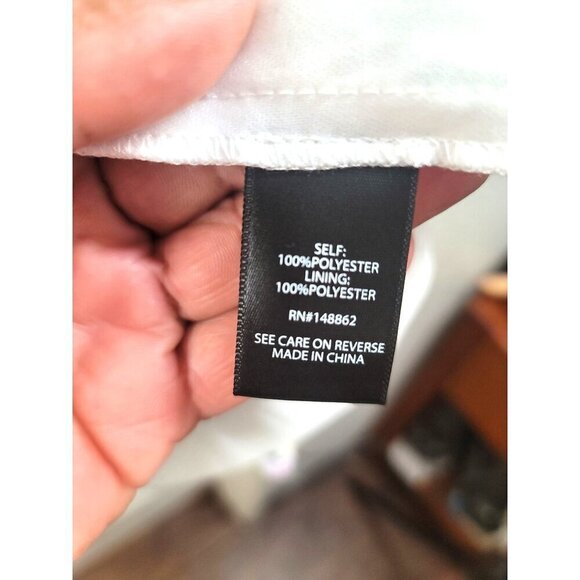 SELF:
100%POLYESTER
LINING:
100%POLYESTER
RN#148862
SEE CARE ON REVERSE
MADE IN CHINA